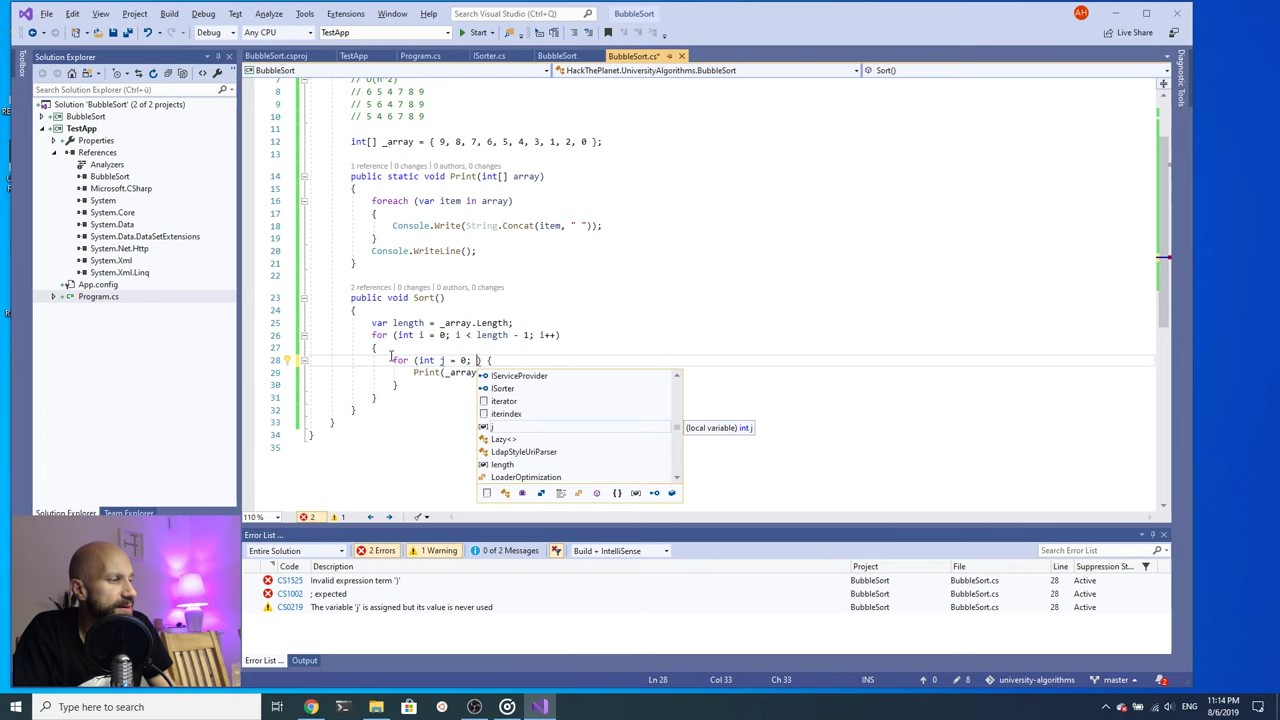 File Edit View Project Build Debug Test Analyze Tools Extensions Window Help Search Visual Studio (Ctrl+Q) BubbleSort AH
Debug Any CPU TestApp Start Live Share
Toolbox
Solution Explorer
Search Solution Explorer (Ctrl+ü)
Solution 'BubbleSort' (2 of 2 projects)
BubbleSort
TestApp
Properties
References
Analyzers
BubbleSort
Microsoft.CSharp
System
System.Core
System.Data
System.Data.DataSetExtensions
System.Net.Http
System.Xml
System.Xml.Linq
App.config
Program.cs
Solution Explorer Team Explorer
BubbleSort.csproj TestApp Program.cs ISorter.cs BubbleSort BubbleSort.cs*
BubbleSort HackThePlanet.UniversityAlgorithms.BubbleSort Sort()
7 // O(n^2)
8 // 6 5 4 7 8 9
9 // 5 6 4 7 8 9
10 // 5 4 6 7 8 9
11
12 int[] _array = { 9, 8, 7, 6, 5, 4, 3, 1, 2, 0 };
13
1 reference | 0 changes | 0 authors, 0 changes
14 public static void Print(int[] array)
15 {
16 foreach (var item in array)
17 {
18 Console.Write(String.Concat(item, " "));
19 }
20 Console.WriteLine();
21 }
22
2 references | 0 changes | 0 authors, 0 changes
23 public void Sort()
24 {
25 var length = _array.Length;
26 for (int i = 0; i < length - 1; i++)
27 {
28 for (int j = 0; ) {
29 Print(_array
30 }
31 }
32 }
33 }
34 }
35
IServiceProvider
ISorter
iterator
iterindex
j
Lazy<>
LdapStyleUriParser
length
LoaderOptimization
(local variable) int j
Diagnostic Tools
110 % 2 1
Error List ...
Entire Solution 2 Errors 1 Warning 0 of 2 Messages Build + IntelliSense Search Error List
Code Description Project File Line Suppression St...
CS1525 Invalid expression term ')' BubbleSort BubbleSort.cs 28 Active
CS1002 ; expected BubbleSort BubbleSort.cs 28 Active
CS0219 The variable 'j' is assigned but its value is never used BubbleSort BubbleSort.cs 28 Active
Error List ... Output
Ln 28 Col 33 Ch 33 INS 0 8 university-algorithms master 2
Type here to search
11:14 PM
8/6/2019